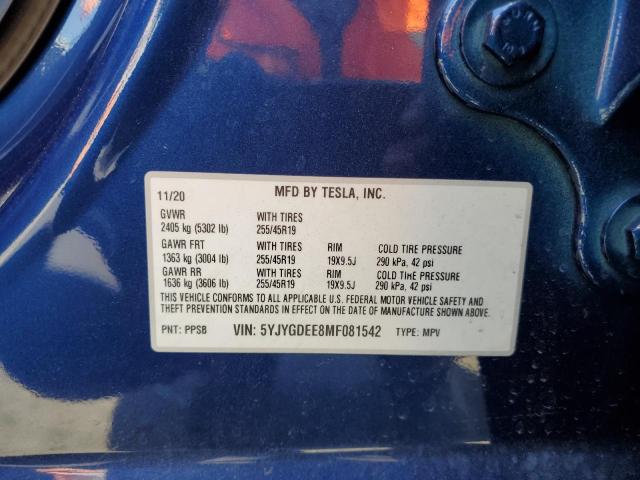 11/20 MFD BY TESLA, INC.
GVWR WITH TIRES
2405 kg (5302 lb) 255/45R19
GAWR FRT WITH TIRES RIM COLD TIRE PRESSURE
1363 kg (3004 lb) 255/45R19 19X9.5J 290 kPa, 42 psi
GAWR RR WITH TIRES RIM COLD TIRE PRESSURE
1636 kg (3606 lb) 255/45R19 19X9.5J 290 kPa, 42 psi
THIS VEHICLE CONFORMS TO ALL APPLICABLE U.S. FEDERAL MOTOR VEHICLE SAFETY AND
THEFT PREVENTION STANDARDS IN EFFECT ON THE DATE OF MANUFACTURE SHOWN ABOVE.
PNT: PPSB VIN: 5YJYGDEE8MF081542 TYPE: MPV